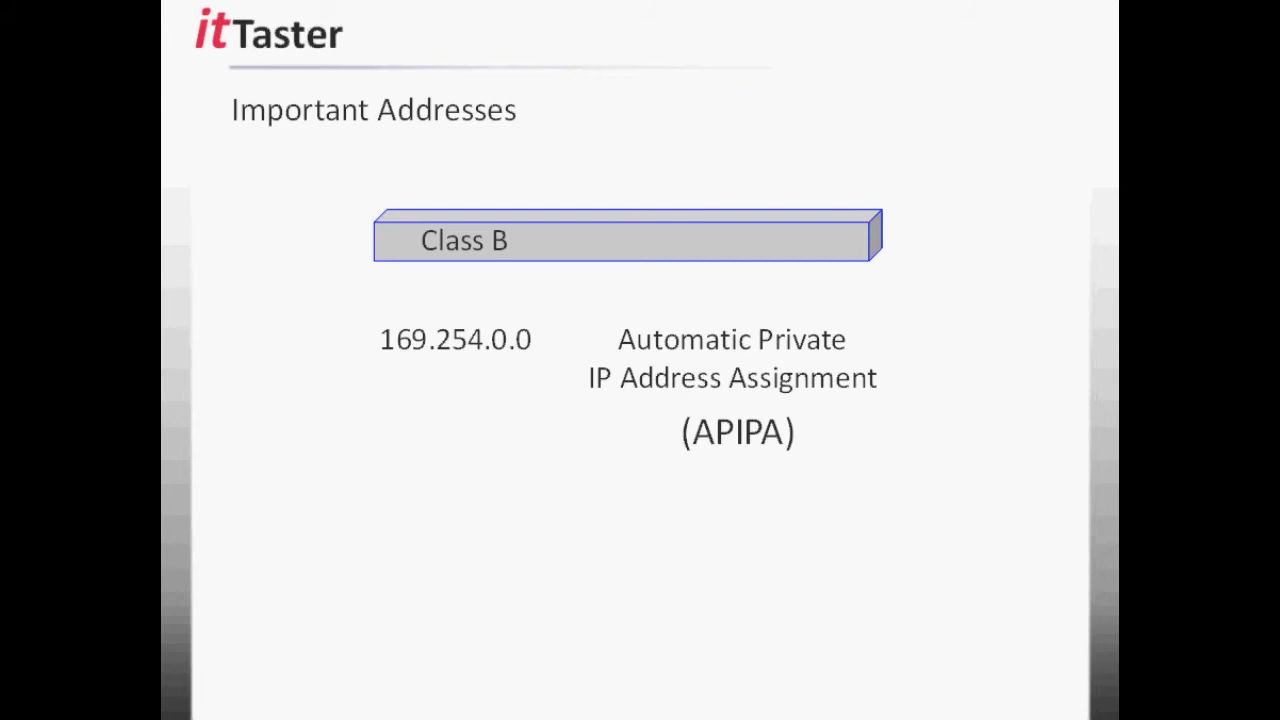 itTaster
Important Addresses
Class B
169.254.0.0 Automatic Private
IP Address Assignment
(APIPA)